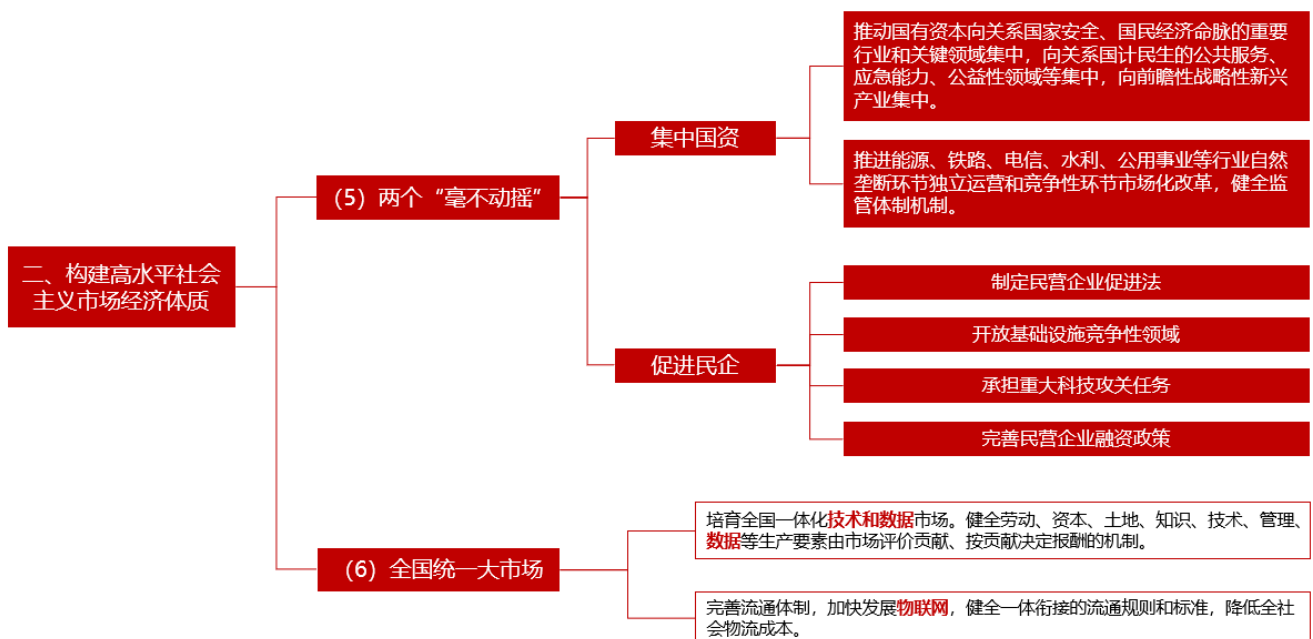 二、构建高水平社会
主义市场经济体质
（5）两个“毫不动摇”
集中国资
推动国有资本向关系国家安全、国民经济命脉的重要
行业和关键领域集中，向关系国计民生的公共服务、
应急能力、公益性领域等集中，向前瞻性战略性新兴
产业集中。
推进能源、铁路、电信、水利、公用事业等行业自然
垄断环节独立运营和竞争性环节市场化改革，健全监
管体制机制。
促进民企
制定民营企业促进法
开放基础设施竞争性领域
承担重大科技攻关任务
完善民营企业融资政策
（6）全国统一大市场
培育全国一体化技术和数据市场。健全劳动、资本、土地、知识、技术、管理、
数据等生产要素由市场评价贡献、按贡献决定报酬的机制。
完善流通体制，加快发展物联网，健全一体衔接的流通规则和标准，降低全社
会物流成本。